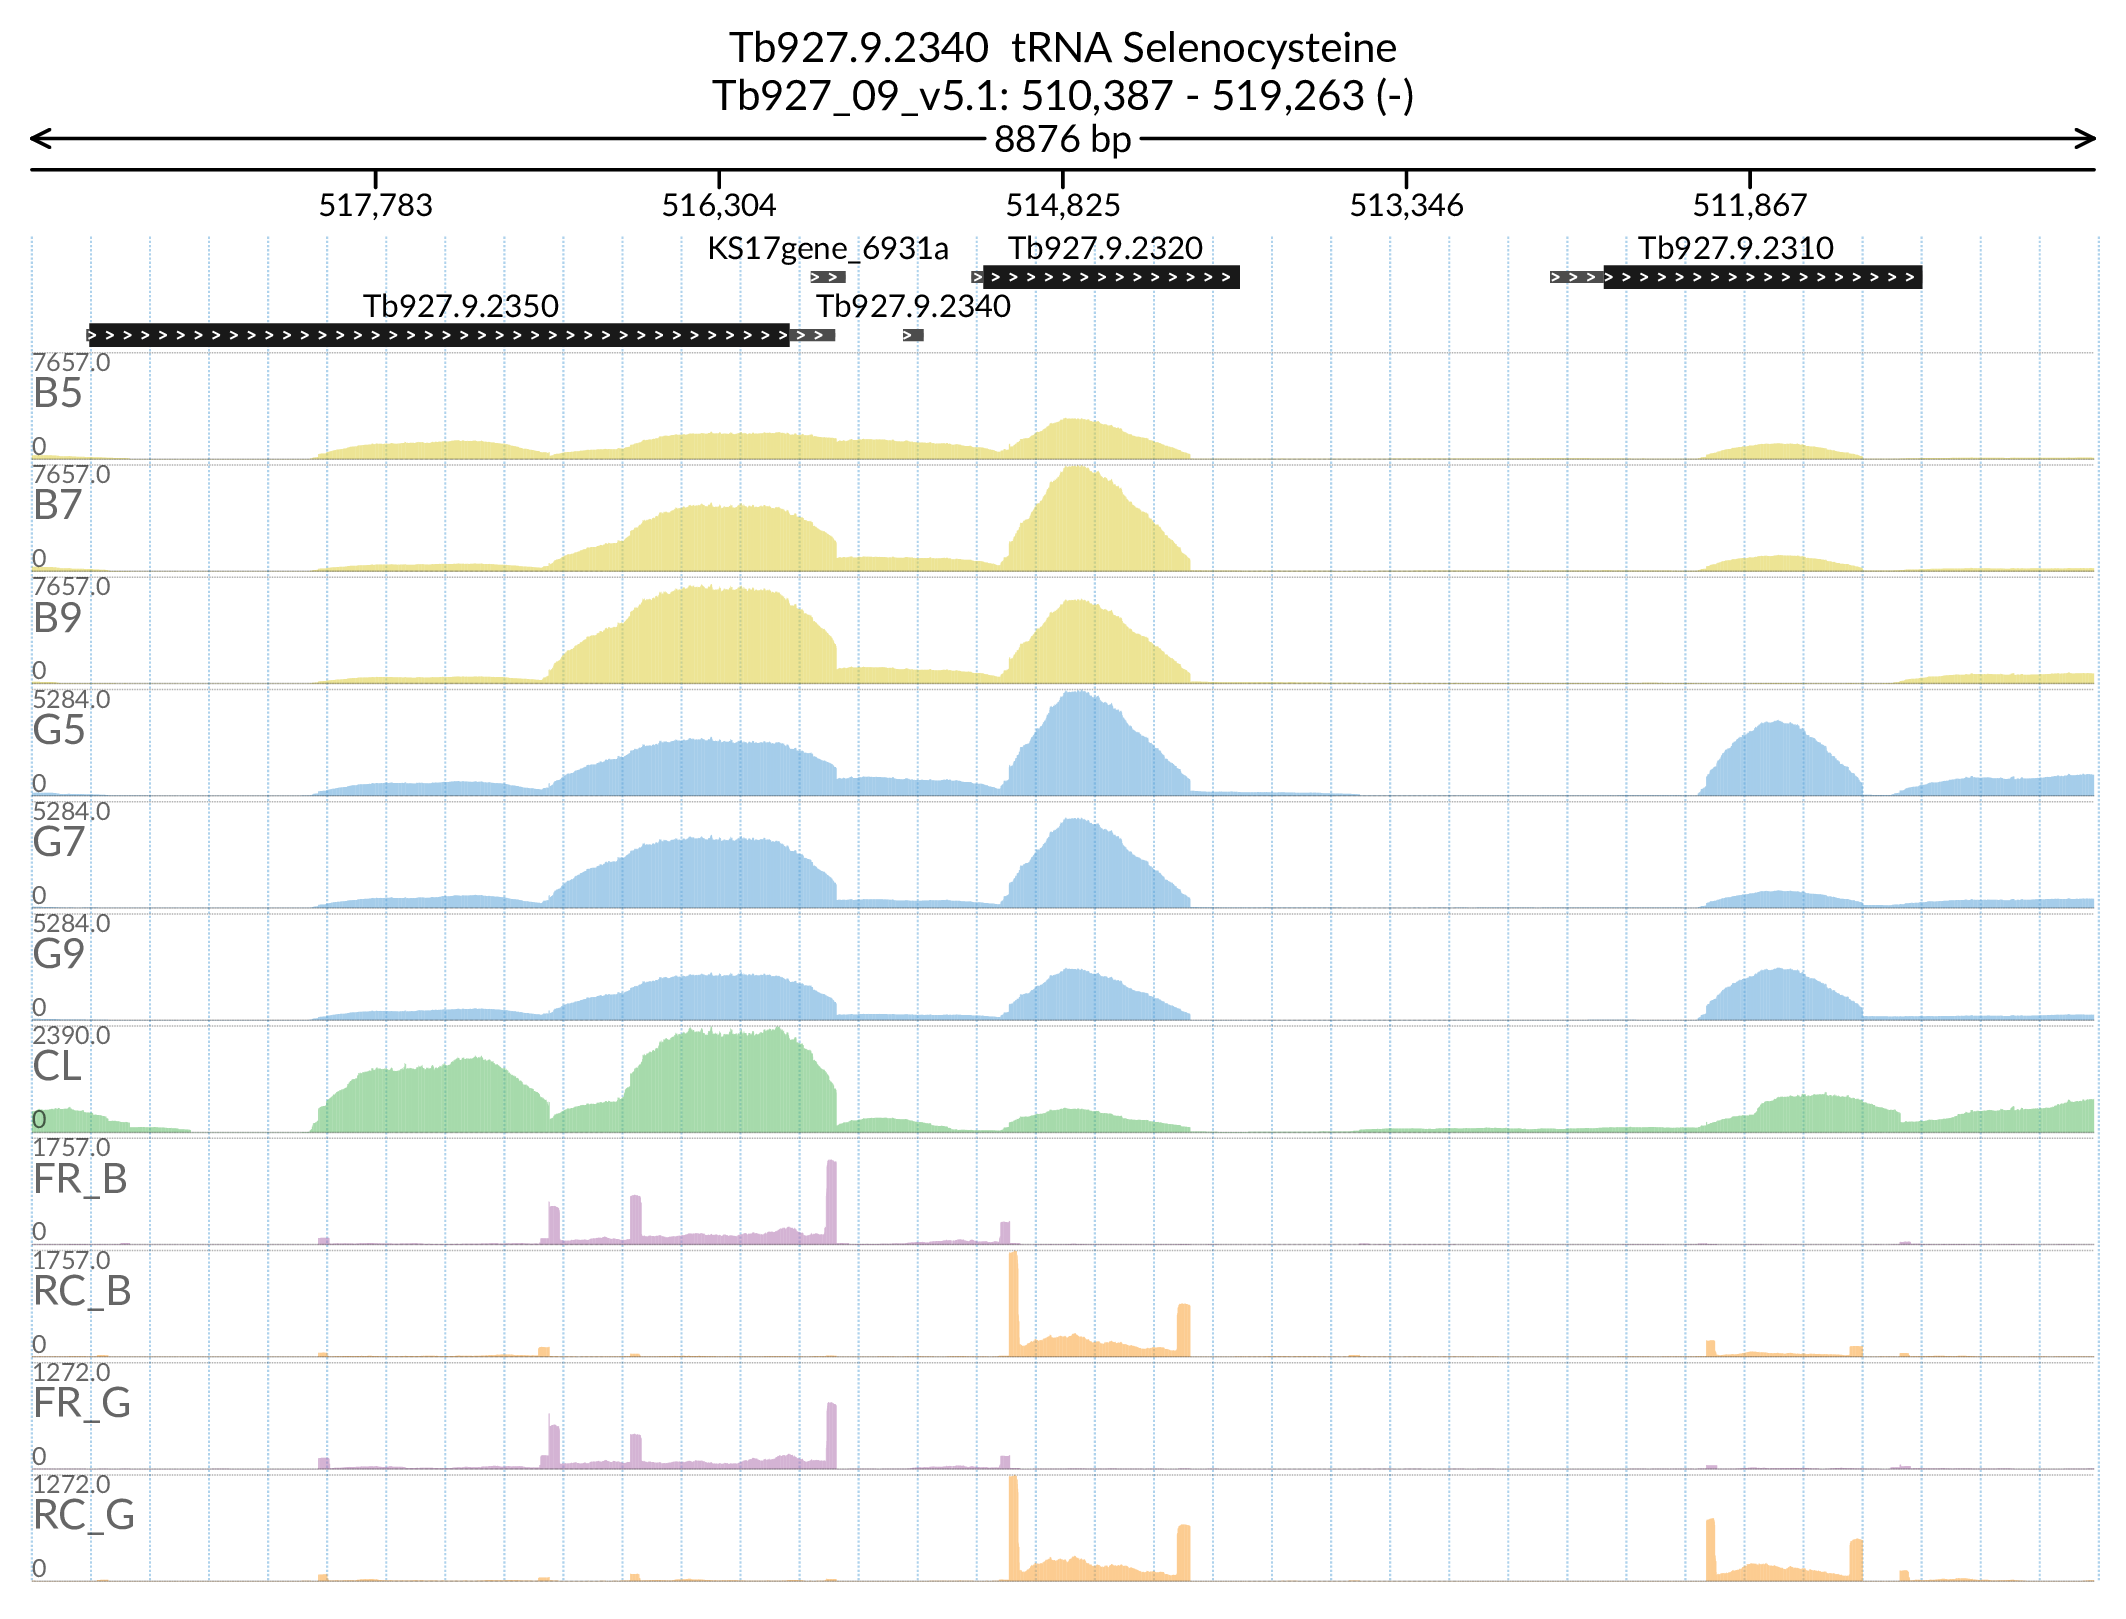 Tb927.9.2340 tRNA Selenocysteine
Tb927_09_v5.1: 510,387 - 519,263 (-)
8876 bp
517,783 516,304 514,825 513,346 511,867
KS17gene_6931a Tb927.9.2320 Tb927.9.2310
Tb927.9.2350 Tb927.9.2340
7657.0
B5
0
7657.0
B7
0
7657.0
B9
0
5284.0
G5
0
5284.0
G7
0
5284.0
G9
0
2390.0
CL
0
1757.0
FR_B
0
1757.0
RC_B
0
1272.0
FR_G
0
1272.0
RC_G
0